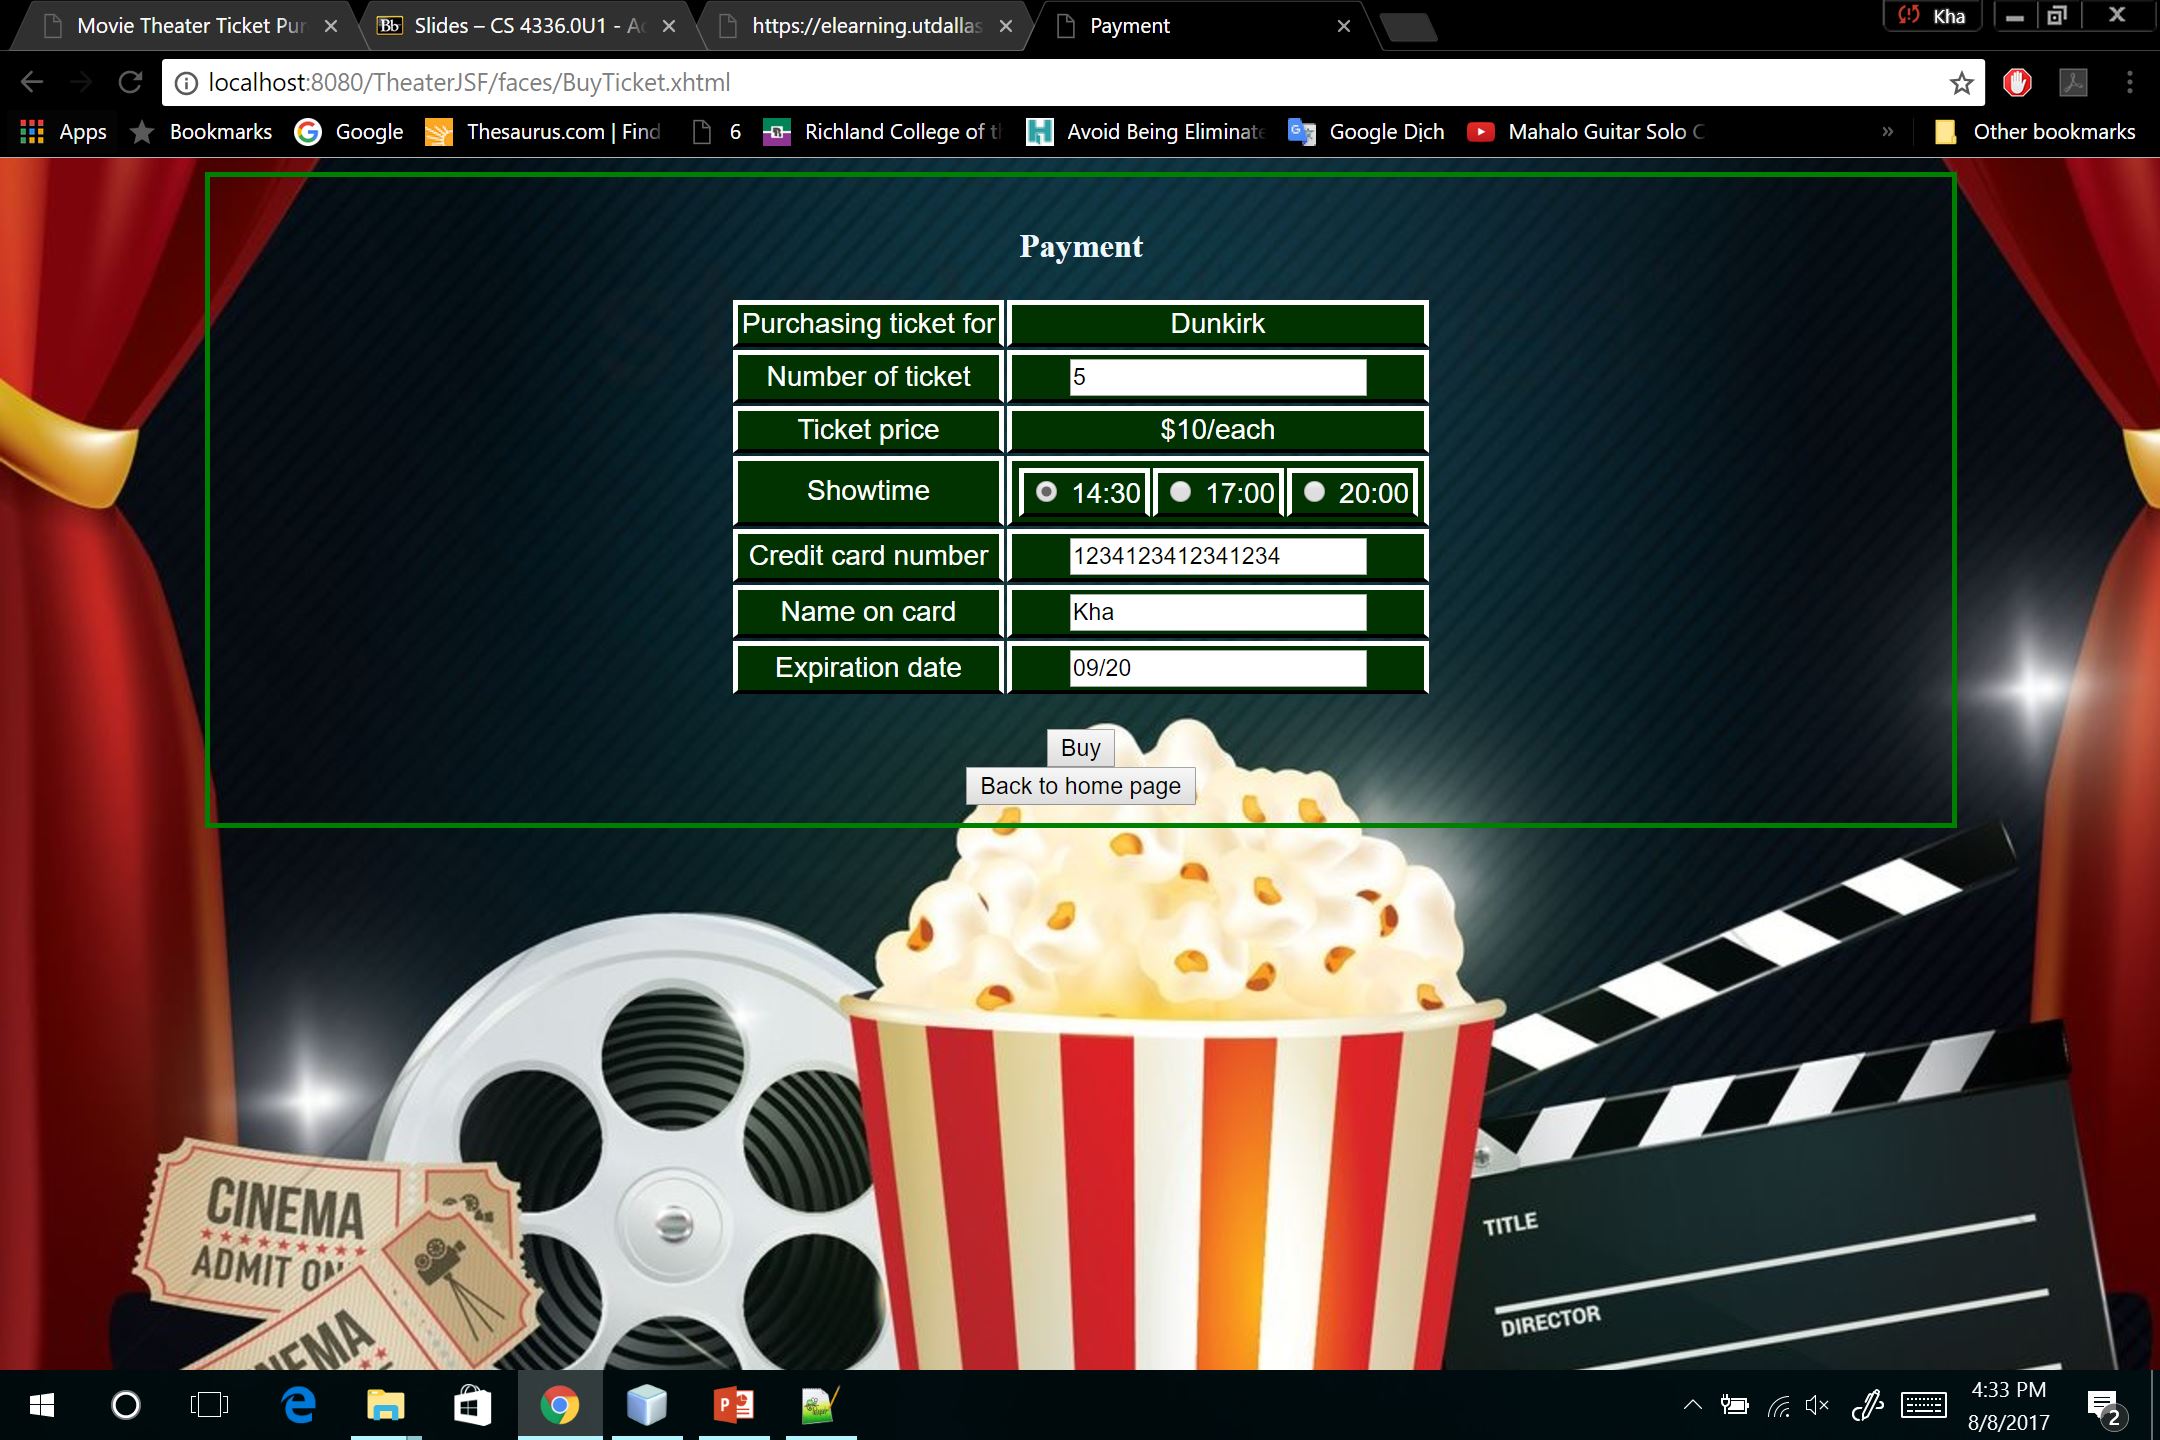 Movie Theater Ticket Pur
Slides – CS 4336.0U1 - Ac
https://elearning.utdallas
Payment
Kha
localhost:8080/TheaterJSF/faces/BuyTicket.xhtml
Apps
Bookmarks
Google
Thesaurus.com | Find
6
Richland College of th
Avoid Being Eliminate
Google Dịch
Mahalo Guitar Solo C
»
Other bookmarks
Payment
Purchasing ticket for Dunkirk
Number of ticket 5
Ticket price $10/each
Showtime 14:30 17:00 20:00
Credit card number 1234123412341234
Name on card Kha
Expiration date 09/20
Buy
Back to home page
CINEMA
ADMIT ON
NEMA
TITLE
DIRECTOR
4:33 PM
8/8/2017
2